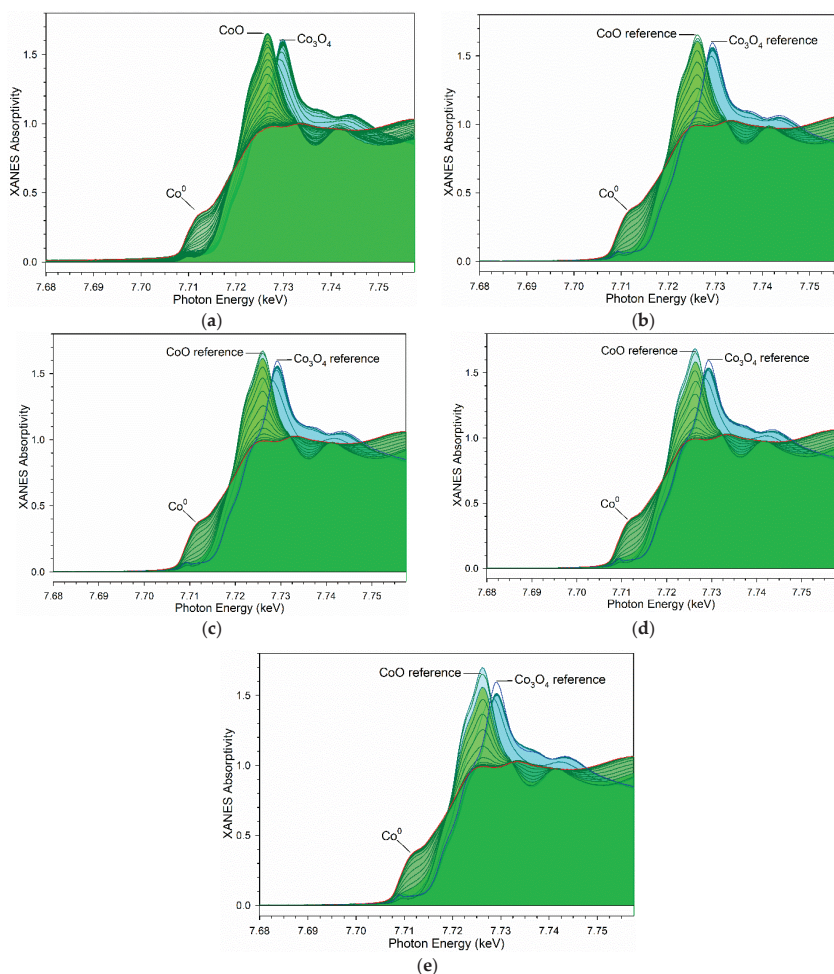 CoO
Co₃O₄
1.5
1.0
0.5
0.0
XANES Absorptivity
Co⁰
7.68 7.69 7.70 7.71 7.72 7.73 7.74 7.75
Photon Energy (keV)
(a)
CoO reference
Co₃O₄ reference
1.5
1.0
0.5
0.0
XANES Absorptivity
Co⁰
7.68 7.69 7.70 7.71 7.72 7.73 7.74 7.75
Photon Energy (keV)
(b)
CoO reference
Co₃O₄ reference
1.5
1.0
0.5
0.0
XANES Absorptivity
Co⁰
7.68 7.69 7.70 7.71 7.72 7.73 7.74 7.75
Photon Energy (keV)
(c)
CoO reference
Co₃O₄ reference
1.5
1.0
0.5
0.0
XANES Absorptivity
Co⁰
7.68 7.69 7.70 7.71 7.72 7.73 7.74 7.75
Photon Energy (keV)
(d)
CoO reference
Co₃O₄ reference
1.5
1.0
0.5
0.0
XANES Absorptivity
Co⁰
7.68 7.69 7.70 7.71 7.72 7.73 7.74 7.75
Photon Energy (keV)
(e)